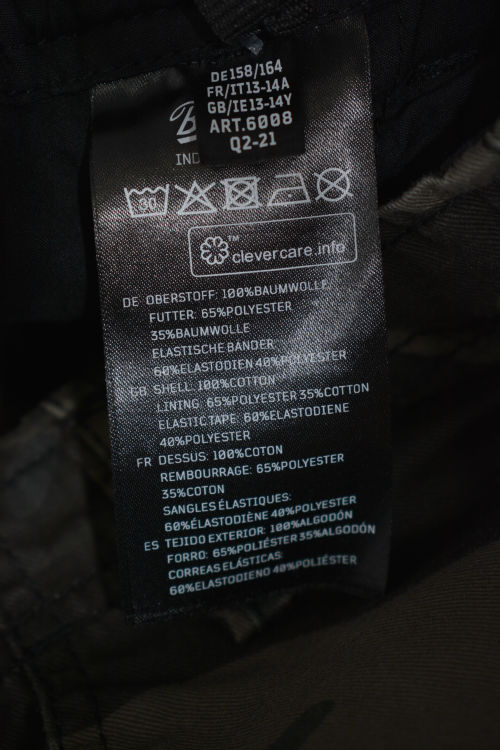 DE158/164
FR/IT13-14A
GB/IE13-14Y
ART.6008
Q2-21
B
IND
30
clevercare.info™
DE OBERSTOFF: 100%BAUMWOLLE
FUTTER: 65%POLYESTER
35%BAUMWOLLE
ELASTISCHE BANDER
60%ELASTODIEN 40%POLYESTER
GB SHELL: 100%COTTON
LINING: 65%POLYESTER 35%COTTON
ELASTIC TAPE: 60%ELASTODIENE
40%POLYESTER
FR DESSUS: 100%COTON
REMBOURRAGE: 65%POLYESTER
35%COTON
SANGLES ÉLASTIQUES:
60%ÉLASTODIÈNE 40%POLYESTER
ES TEJIDO EXTERIOR: 100%ALGODÓN
FORRO: 65%POLIÉSTER 35%ALGODÓN
CORREAS ELÁSTICAS:
60%ELASTODIENO 40%POLIÉSTER